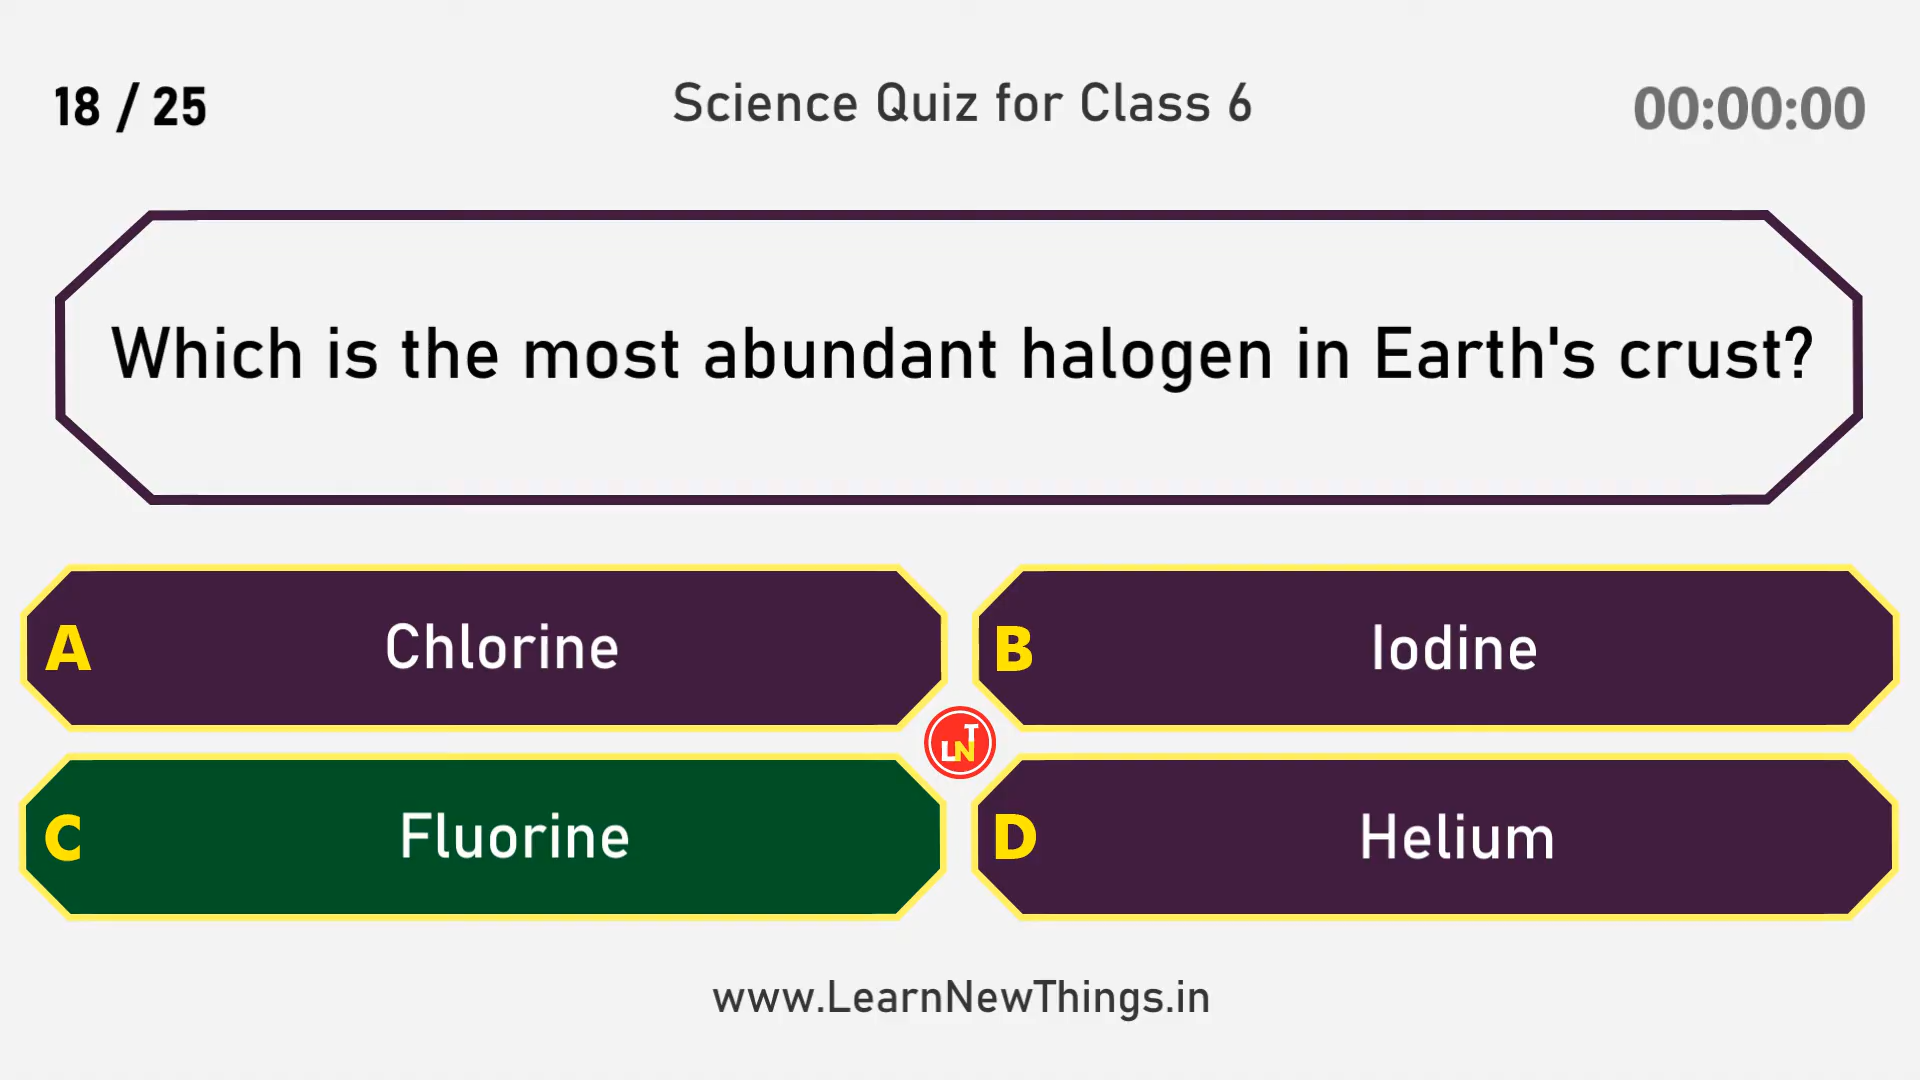 18 / 25
Science Quiz for Class 6
00:00:00
Which is the most abundant halogen in Earth's crust?
A Chlorine
B Iodine
LNT
C Fluorine
D Helium
www.LearnNewThings.in